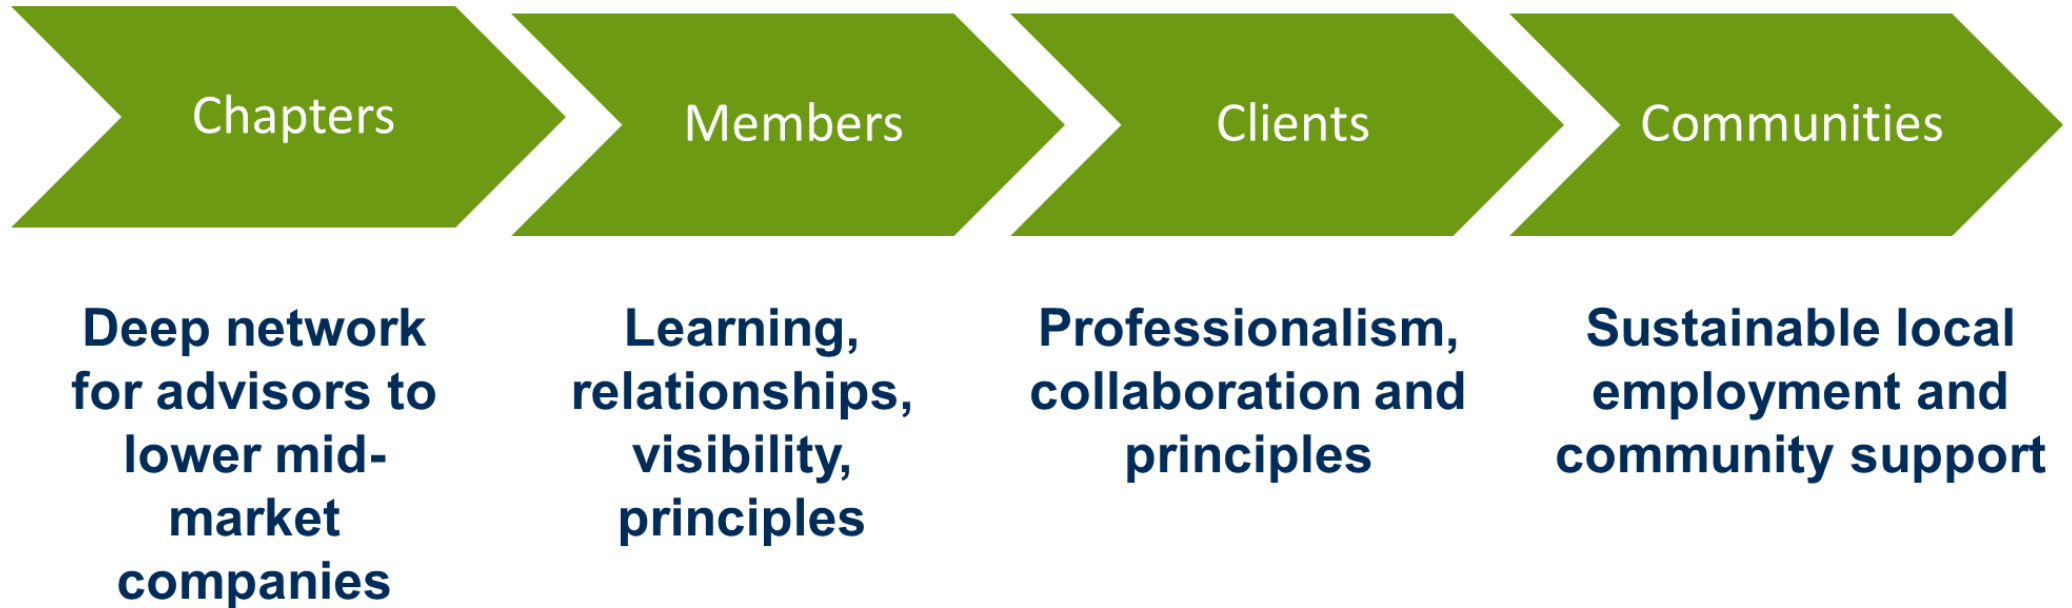 Chapters
Members
Clients
Communities
Deep network
for advisors to
lower mid-
market
companies
Learning,
relationships,
visibility,
principles
Professionalism,
collaboration and
principles
Sustainable local
employment and
community support